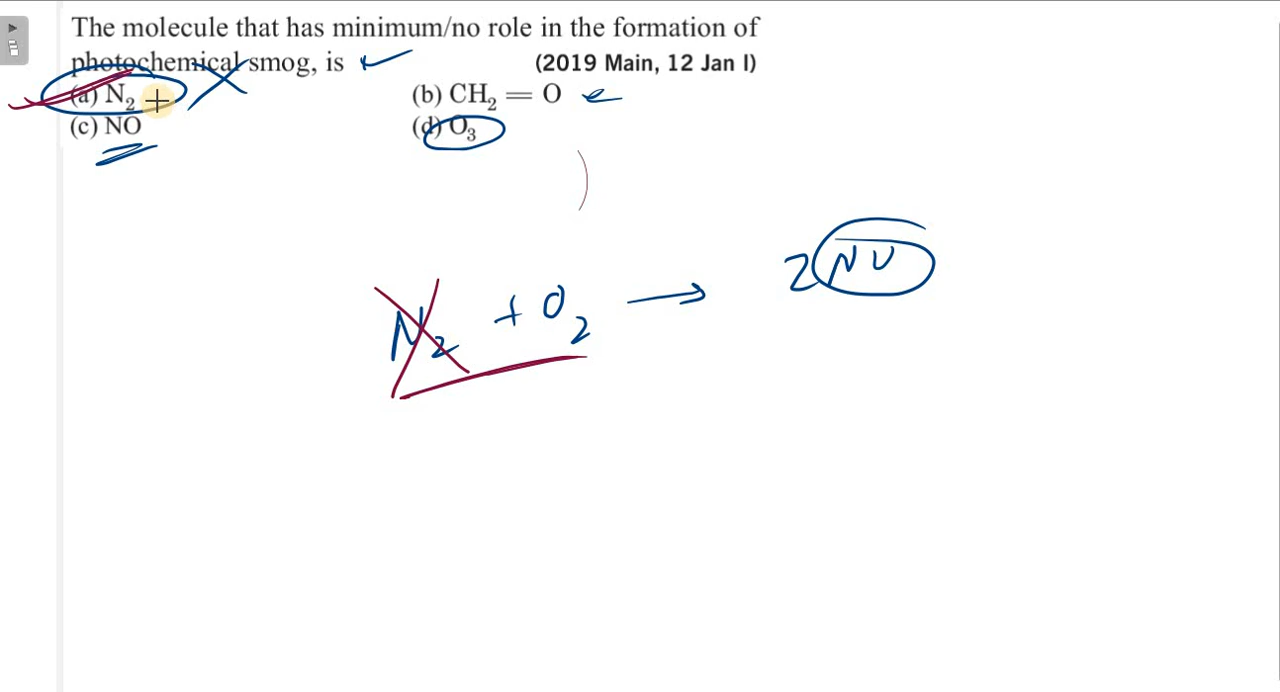 The molecule that has minimum/no role in the formation of
photochemical smog, is (2019 Main, 12 Jan I)
(a) N₂ (b) CH₂ = O
(c) NO (d) O₃
N₂ + O₂ → 2NO